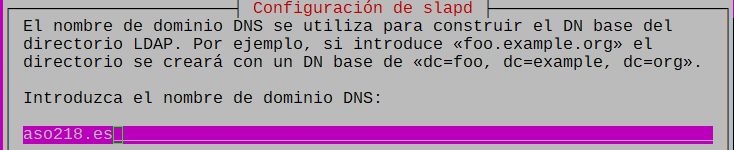 Configuración de slapd
El nombre de dominio DNS se utiliza para construir el DN base del
directorio LDAP. Por ejemplo, si introduce «foo.example.org» el
directorio se creará con un DN base de «dc=foo, dc=example, dc=org».
Introduzca el nombre de dominio DNS:
aso218.es